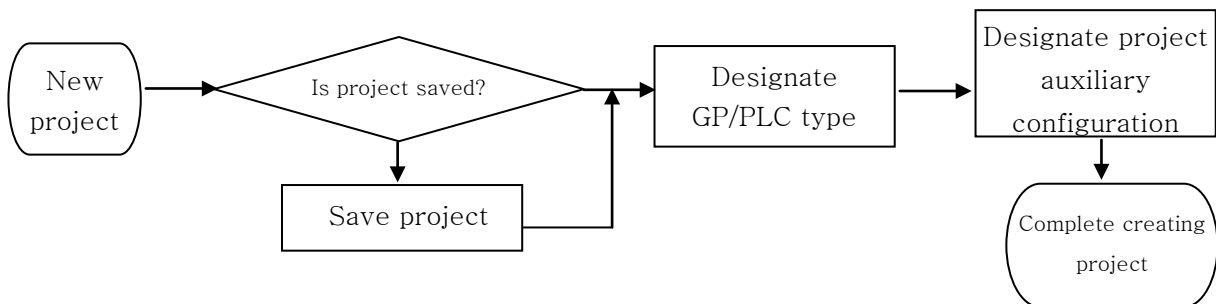 New
project
Is project saved?
Save project
Designate
GP/PLC type
Designate project
auxiliary
configuration
Complete creating
project